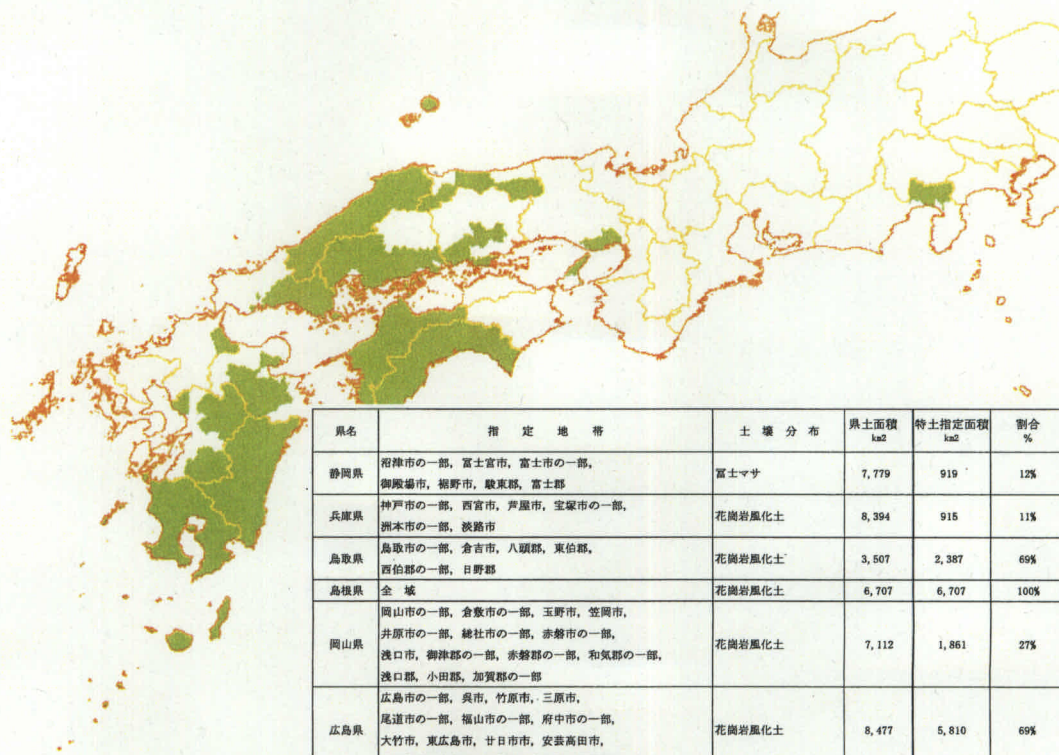 県名 指定地帯 土壌分布 県土面積 km2 特土指定面積 km2 割合 %
静岡県 沼津市の一部, 富士宮市, 富士市の一部, 富士マサ 7,779 919 12%
御殿場市, 裾野市, 駿東郡, 富士郡
兵庫県 神戸市の一部, 西宮市, 芦屋市, 宝塚市の一部, 花崗岩風化土 8,394 915 11%
洲本市の一部, 淡路市
鳥取県 鳥取市の一部, 倉吉市, 八頭郡, 東伯郡, 花崗岩風化土 3,507 2,387 69%
西伯郡の一部, 日野郡
島根県 全域 花崗岩風化土 6,707 6,707 100%
岡山県 岡山市の一部, 倉敷市の一部, 玉野市, 笠岡市, 花崗岩風化土 7,112 1,861 27%
井原市の一部, 総社市の一部, 赤磐市の一部,
浅口市, 御津郡の一部, 赤磐郡の一部, 和気郡の一部,
浅口郡, 小田郡, 加賀郡の一部
広島県 広島市の一部, 呉市, 竹原市, 三原市, 花崗岩風化土 8,477 5,810 69%
尾道市の一部, 福山市の一部, 府中市の一部,
大竹市, 東広島市, 廿日市市, 安芸高田市,